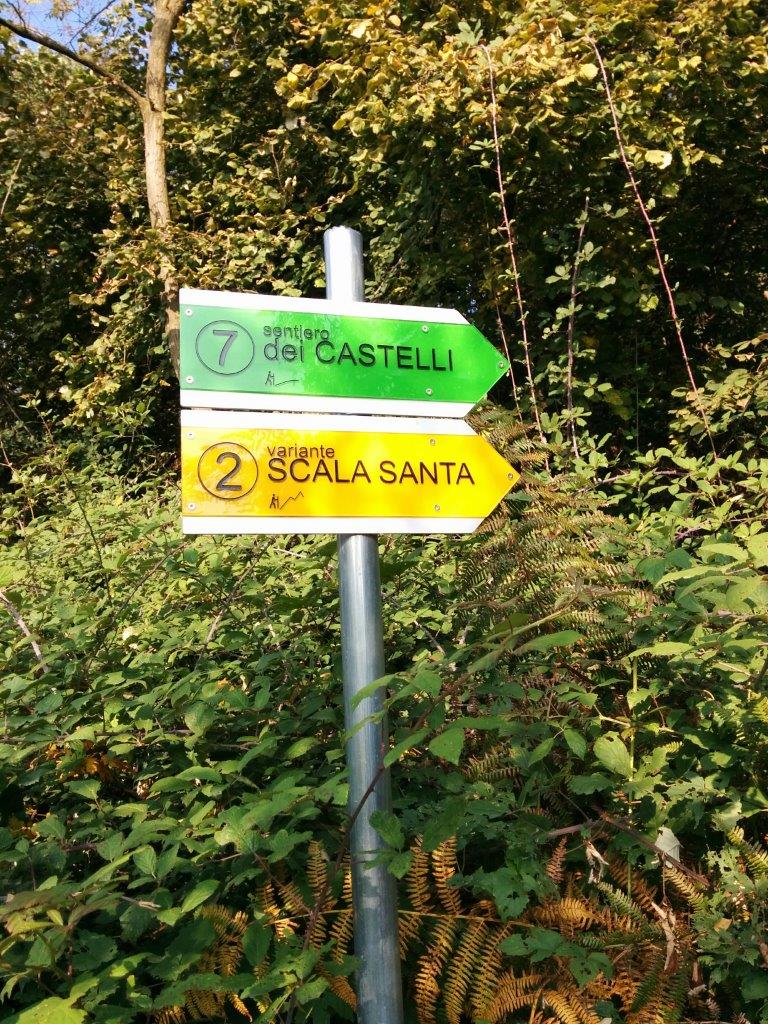 7
sentiero
dei CASTELLI
2
variante
SCALA SANTA